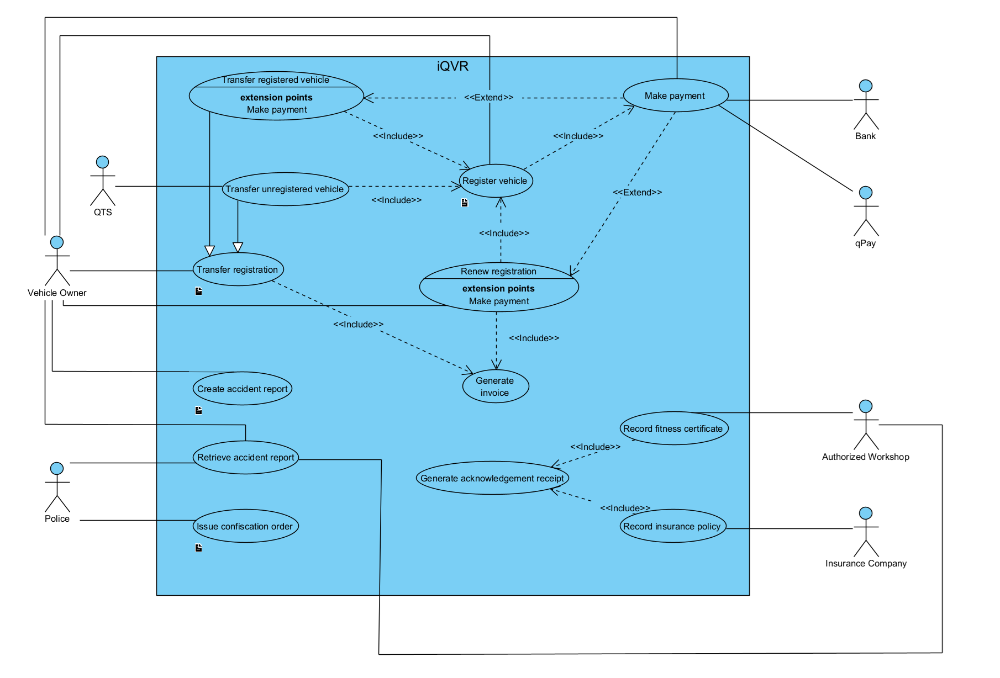 iQVR
Transfer registered vehicle
extension points
Make payment
<<Extend>>
Make payment
Bank
<<Include>>
<<Include>>
QTS
Transfer unregistered vehicle
<<Include>>
Register vehicle
<<Extend>>
qPay
<<Include>>
Vehicle Owner
Transfer registration
Renew registration
extension points
Make payment
<<Include>>
<<Include>>
Generate
invoice
Create accident report
Record fitness certificate
<<Include>>
Authorized Workshop
Retrieve accident report
Generate acknowledgement receipt
Police
<<Include>>
Issue confiscation order
Record insurance policy
Insurance Company